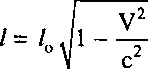 l = l₀√(1 − V²/c²)